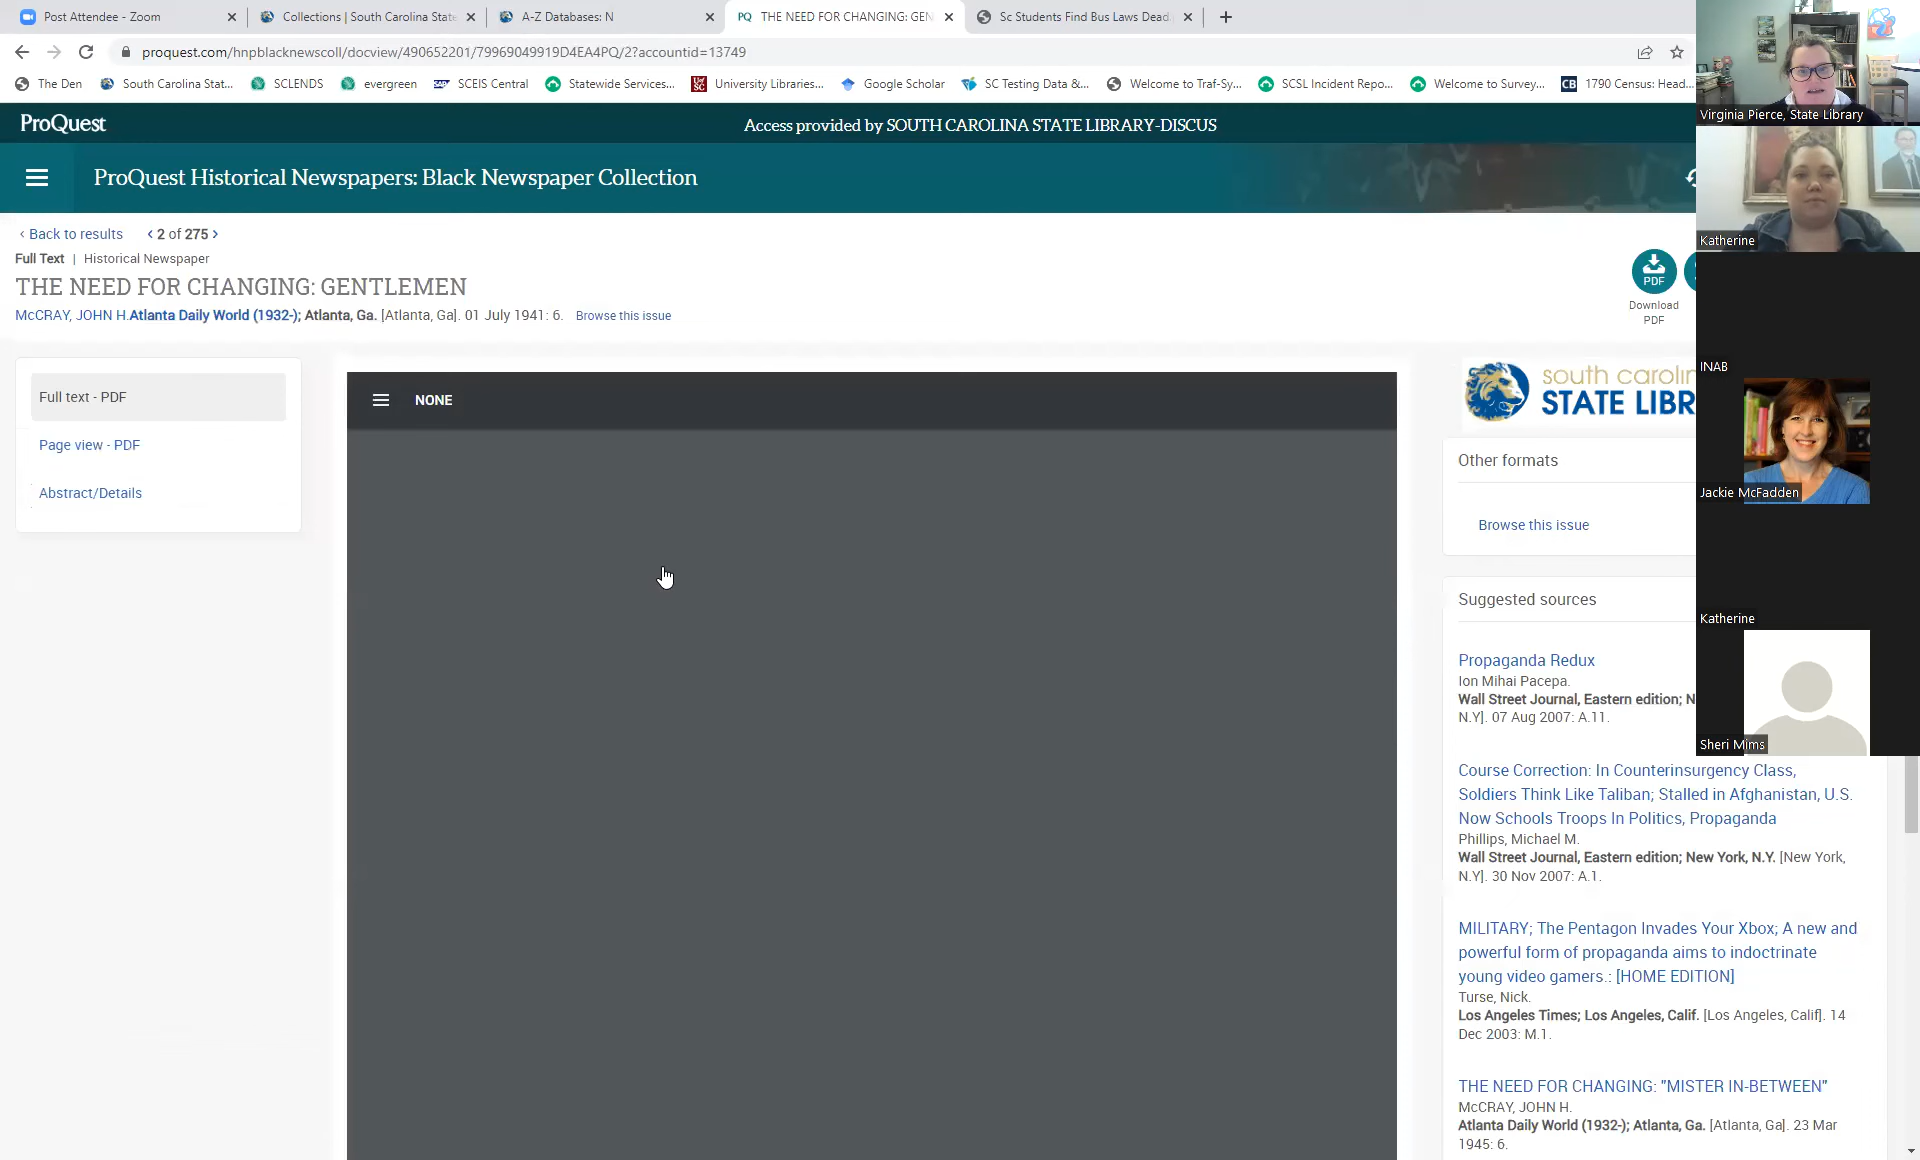 Post Attendee - Zoom
Collections | South Carolina State
A-Z Databases: N
PQ THE NEED FOR CHANGING: GEN
Sc Students Find Bus Laws Dead
proquest.com/hnpblacknewscoll/docview/490652201/79969049919D4EA4PQ/2?accountid=13749
The Den
South Carolina Stat...
SCLENDS
evergreen
SCEIS Central
Statewide Services...
University Libraries...
Google Scholar
SC Testing Data &...
Welcome to Traf-Sy...
SCSL Incident Repo...
Welcome to Survey...
CB 1790 Census: Head...
ProQuest
Access provided by SOUTH CAROLINA STATE LIBRARY-DISCUS
ProQuest Historical Newspapers: Black Newspaper Collection
‹ Back to results ‹ 2 of 275 ›
Full Text | Historical Newspaper
THE NEED FOR CHANGING: GENTLEMEN
McCRAY, JOHN H.Atlanta Daily World (1932-); Atlanta, Ga. [Atlanta, Ga]. 01 July 1941: 6. Browse this issue
PDF
Download
PDF
Full text - PDF
Page view - PDF
Abstract/Details
NONE
south carolin
STATE LIBR
Other formats
Browse this issue
Suggested sources
Propaganda Redux
Ion Mihai Pacepa.
Wall Street Journal, Eastern edition; N
N.Y]. 07 Aug 2007: A.11.
Course Correction: In Counterinsurgency Class,
Soldiers Think Like Taliban; Stalled in Afghanistan, U.S.
Now Schools Troops In Politics, Propaganda
Phillips, Michael M.
Wall Street Journal, Eastern edition; New York, N.Y. [New York,
N.Y]. 30 Nov 2007: A.1.
MILITARY; The Pentagon Invades Your Xbox; A new and
powerful form of propaganda aims to indoctrinate
young video gamers.: [HOME EDITION]
Turse, Nick.
Los Angeles Times; Los Angeles, Calif. [Los Angeles, Calif]. 14
Dec 2003: M.1.
THE NEED FOR CHANGING: "MISTER IN-BETWEEN"
McCRAY, JOHN H.
Atlanta Daily World (1932-); Atlanta, Ga. [Atlanta, Ga]. 23 Mar
1945: 6.
Virginia Pierce, State Library
Katherine
INAB
Jackie McFadden
Katherine
Sheri Mims